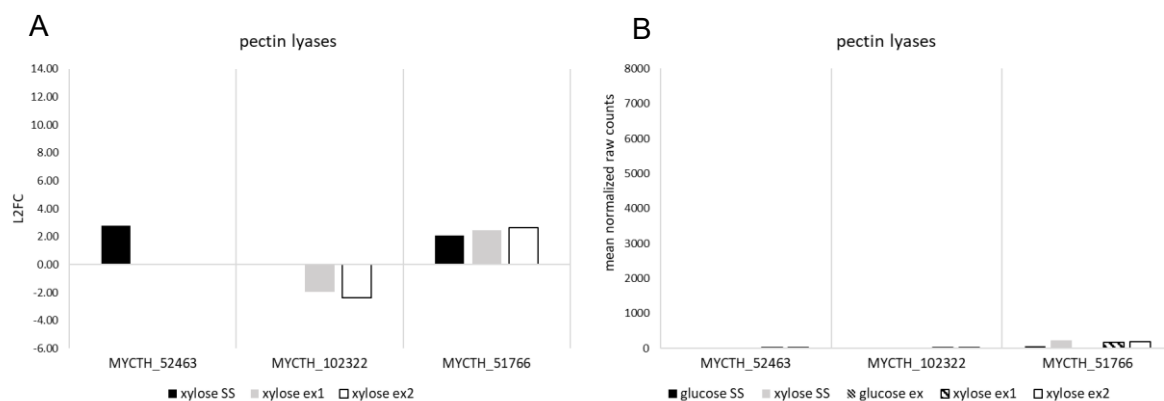 A
pectin lyases
L2FC
14.00
12.00
10.00
8.00
6.00
4.00
2.00
0.00
-2.00
-4.00
-6.00
MYCTH_52463 MYCTH_102322 MYCTH_51766
xylose SS xylose ex1 xylose ex2
B
pectin lyases
mean normalized raw counts
8000
7000
6000
5000
4000
3000
2000
1000
0
MYCTH_52463 MYCTH_102322 MYCTH_51766
glucose SS xylose SS glucose ex xylose ex1 xylose ex2